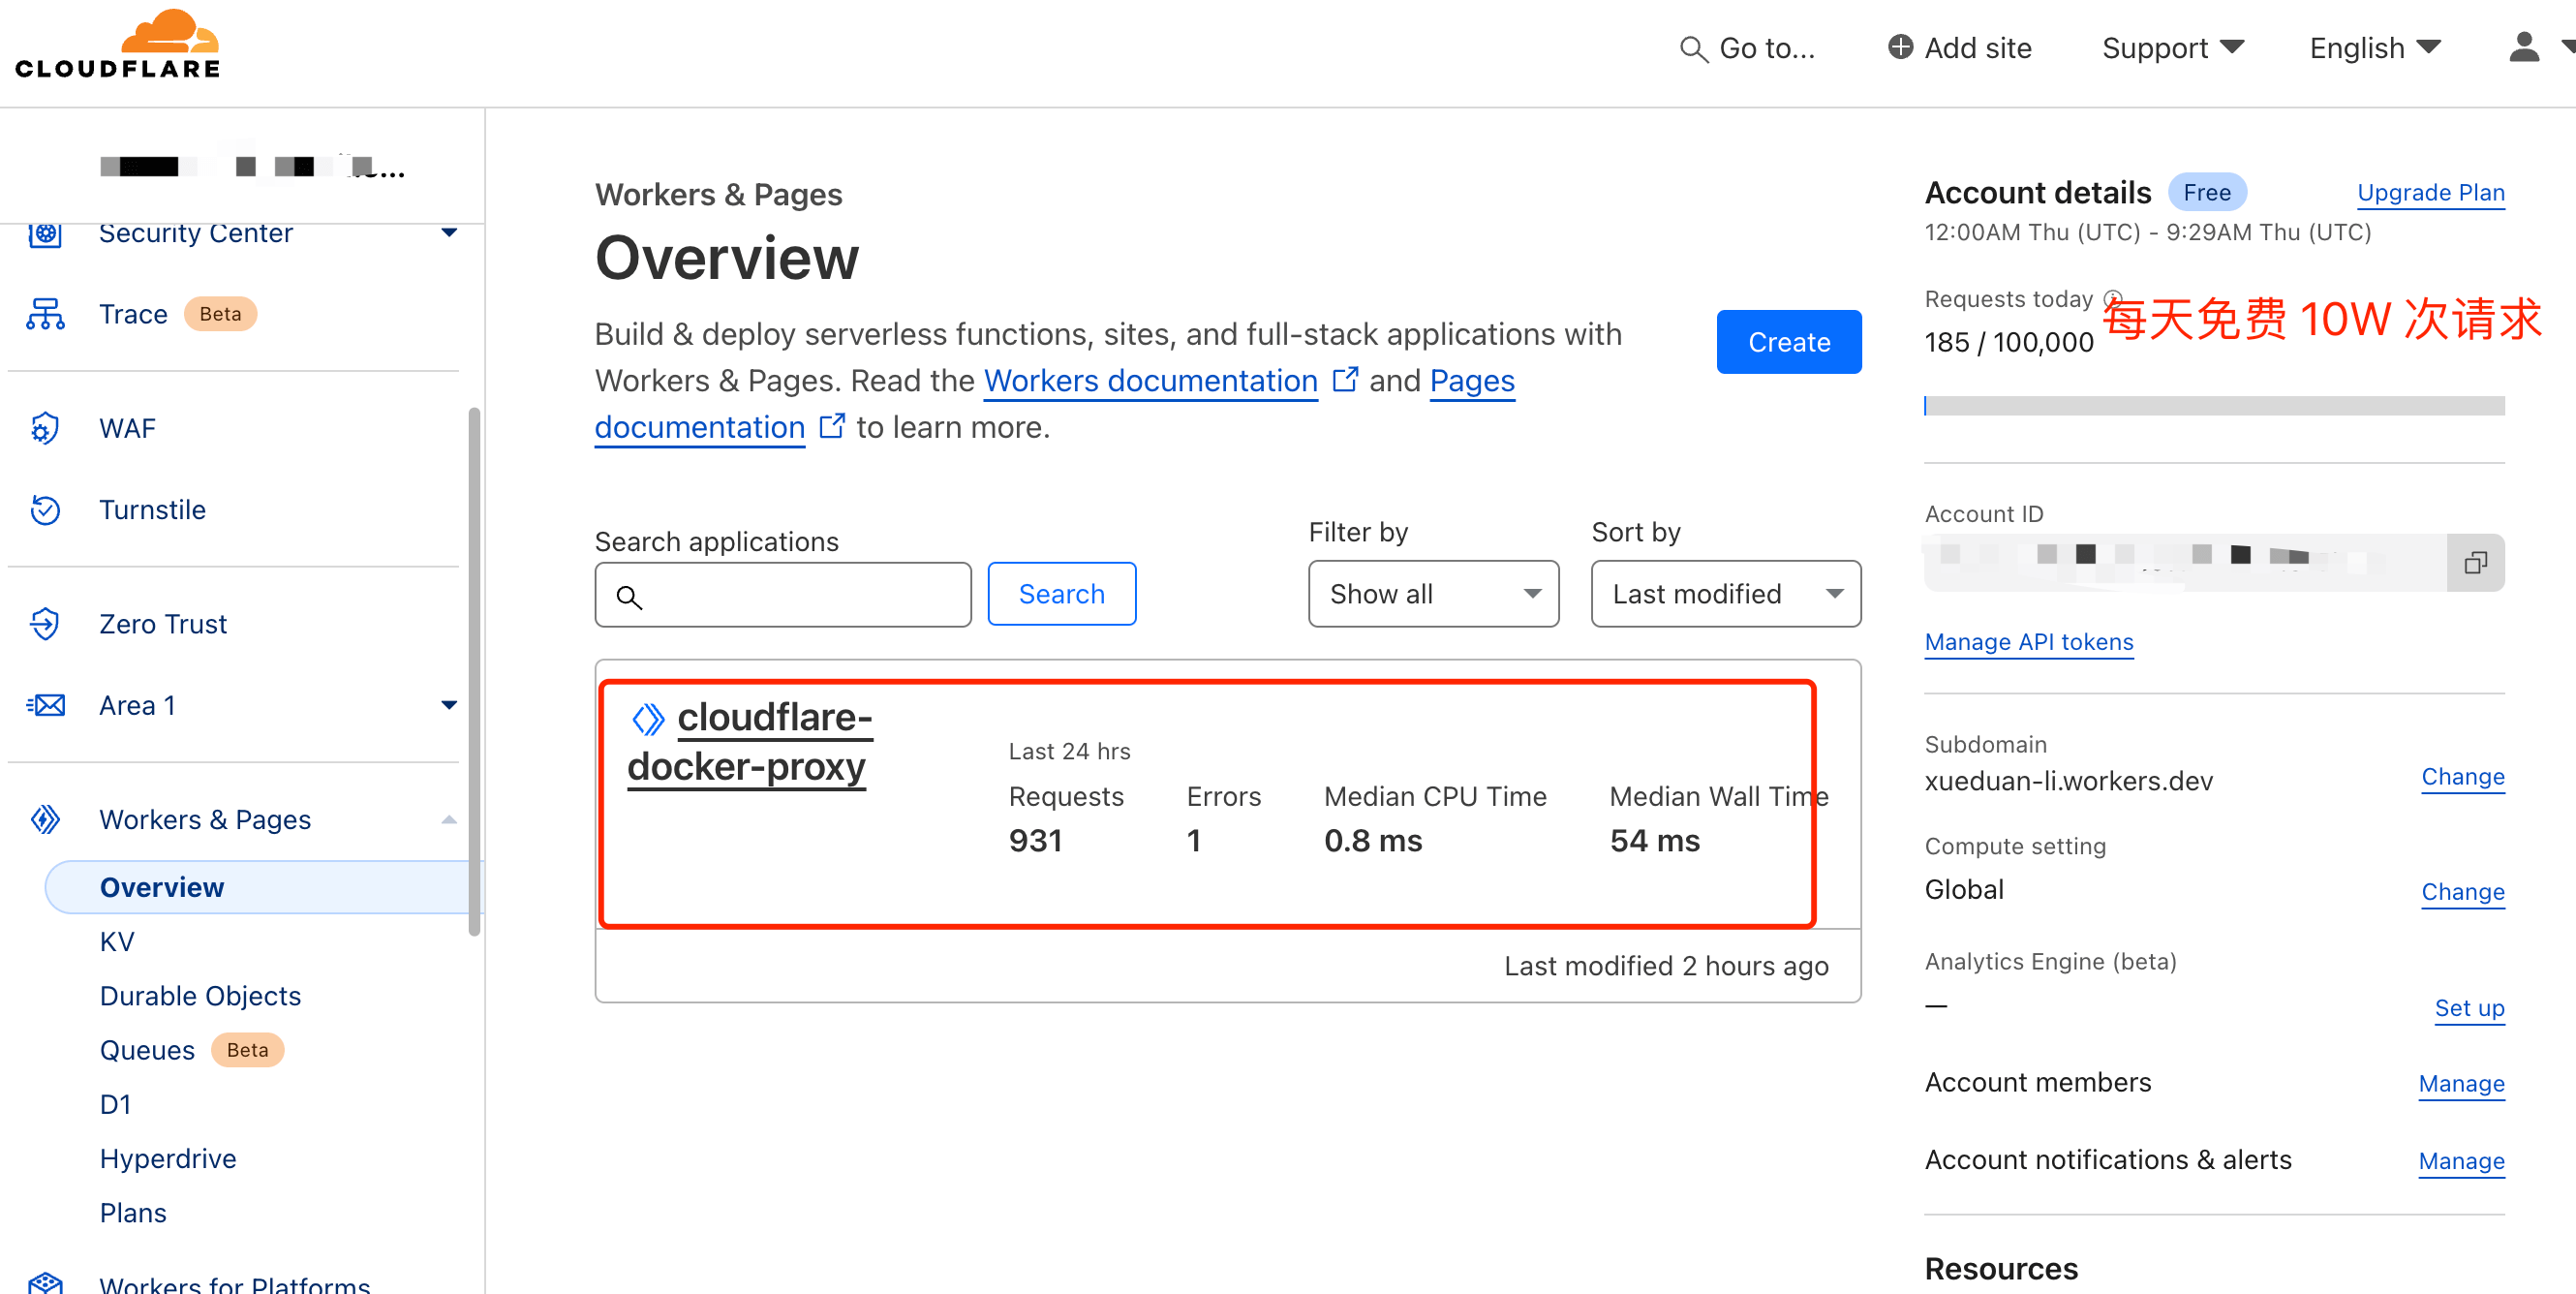 CLOUDFLARE
Go to...
Add site
Support
English
Security Center
Trace Beta
WAF
Turnstile
Zero Trust
Area 1
Workers & Pages
Overview
KV
Durable Objects
Queues Beta
D1
Hyperdrive
Plans
Workers for Platforms
Workers & Pages
Overview
Build & deploy serverless functions, sites, and full-stack applications with
Workers & Pages. Read the Workers documentation and Pages
documentation to learn more.
Create
Search applications
Search
Filter by
Show all
Sort by
Last modified
cloudflare-
docker-proxy
Last 24 hrs
Requests
931
Errors
1
Median CPU Time
0.8 ms
Median Wall Time
54 ms
Last modified 2 hours ago
Account details Free
Upgrade Plan
12:00AM Thu (UTC) - 9:29AM Thu (UTC)
Requests today
185 / 100,000
每天免费 10W 次请求
Account ID
Manage API tokens
Subdomain
xueduan-li.workers.dev
Change
Compute setting
Global
Change
Analytics Engine (beta)
—
Set up
Account members
Manage
Account notifications & alerts
Manage
Resources